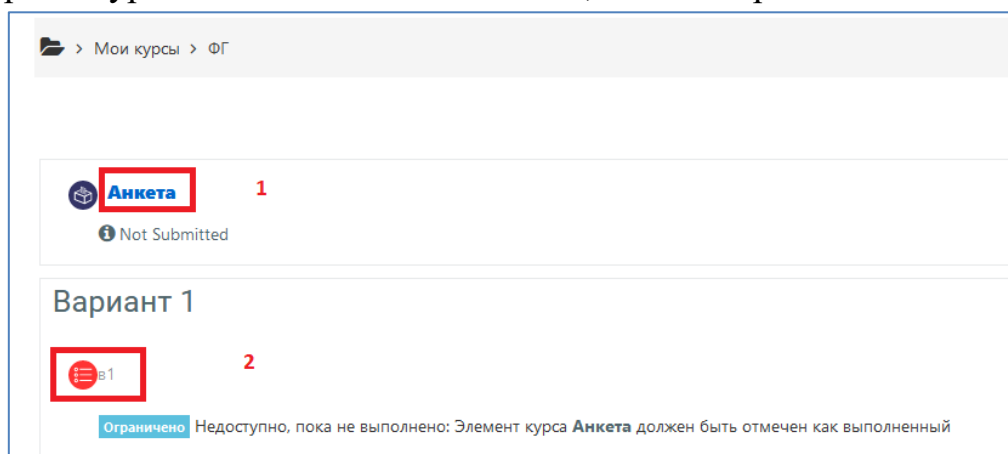 > Мои курсы > ФГ
Анкета 1
Not Submitted
Вариант 1
в1 2
Ограничено Недоступно, пока не выполнено: Элемент курса Анкета должен быть отмечен как выполненный